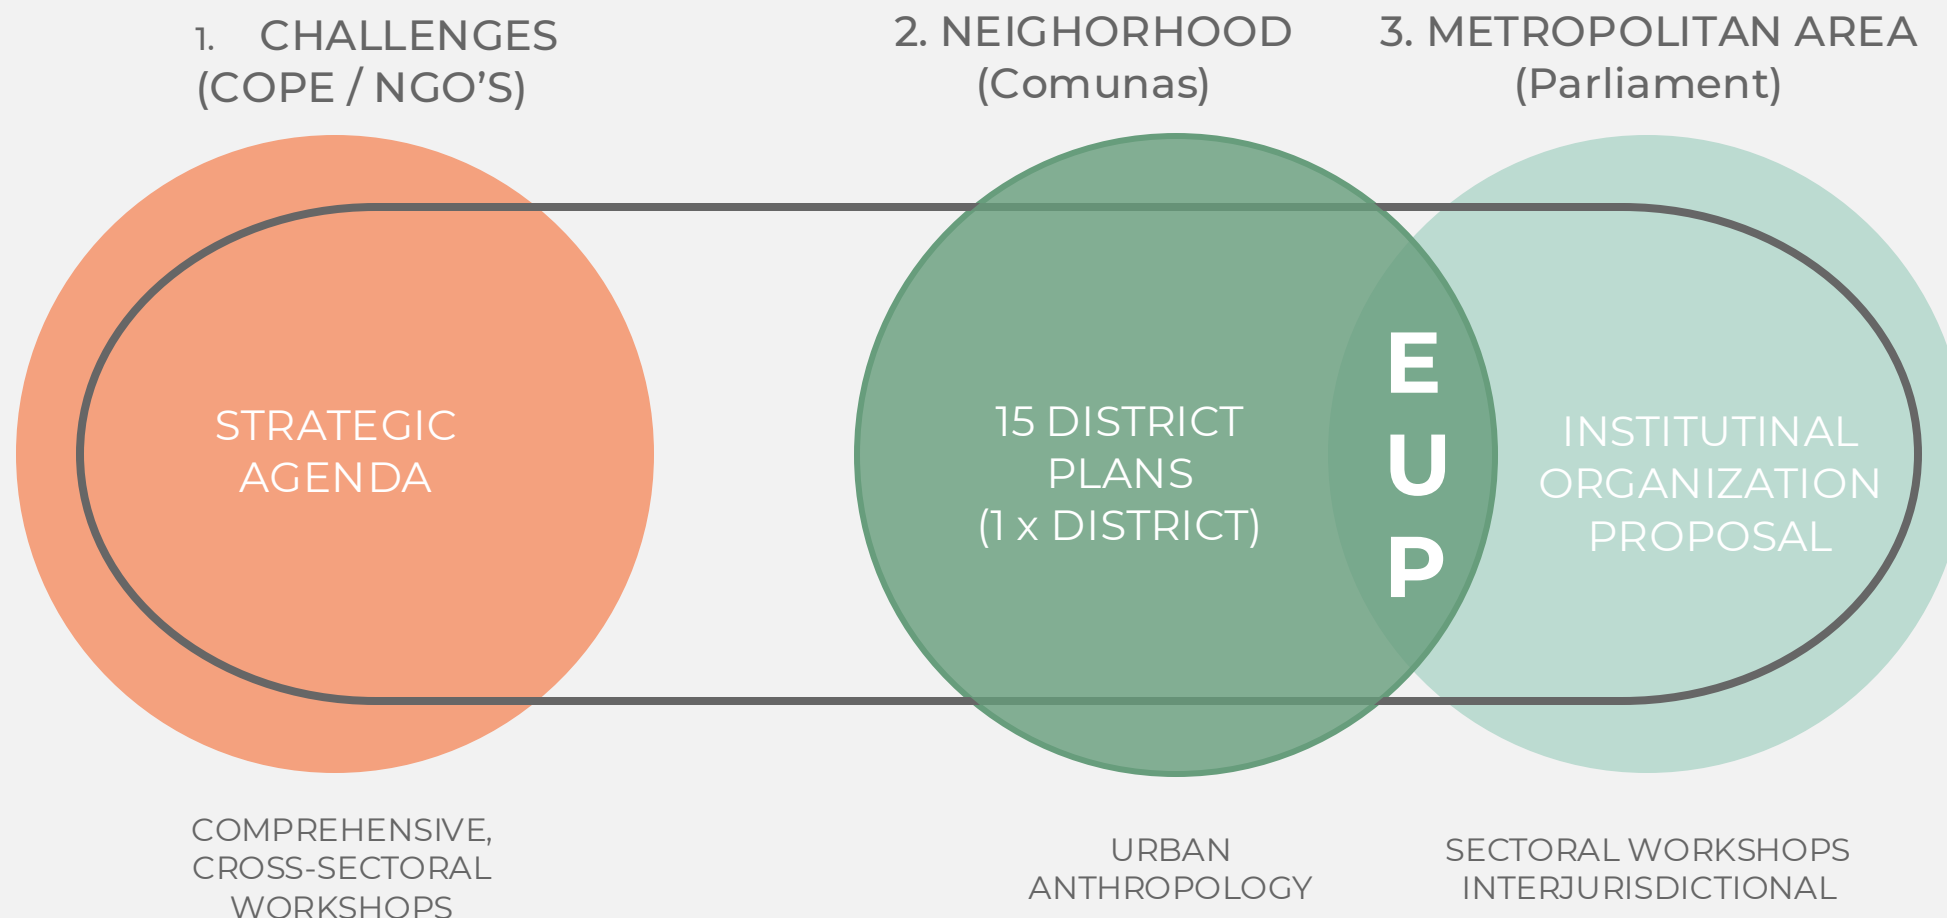 1. CHALLENGES
(COPE / NGO'S)
2. NEIGHORHOOD
(Comunas)
3. METROPOLITAN AREA
(Parliament)
STRATEGIC
AGENDA
15 DISTRICT
PLANS
(1 x DISTRICT)
E
U
P
INSTITUTINAL
ORGANIZATION
PROPOSAL
COMPREHENSIVE,
CROSS-SECTORAL
WORKSHOPS
URBAN
ANTHROPOLOGY
SECTORAL WORKSHOPS
INTERJURISDICTIONAL